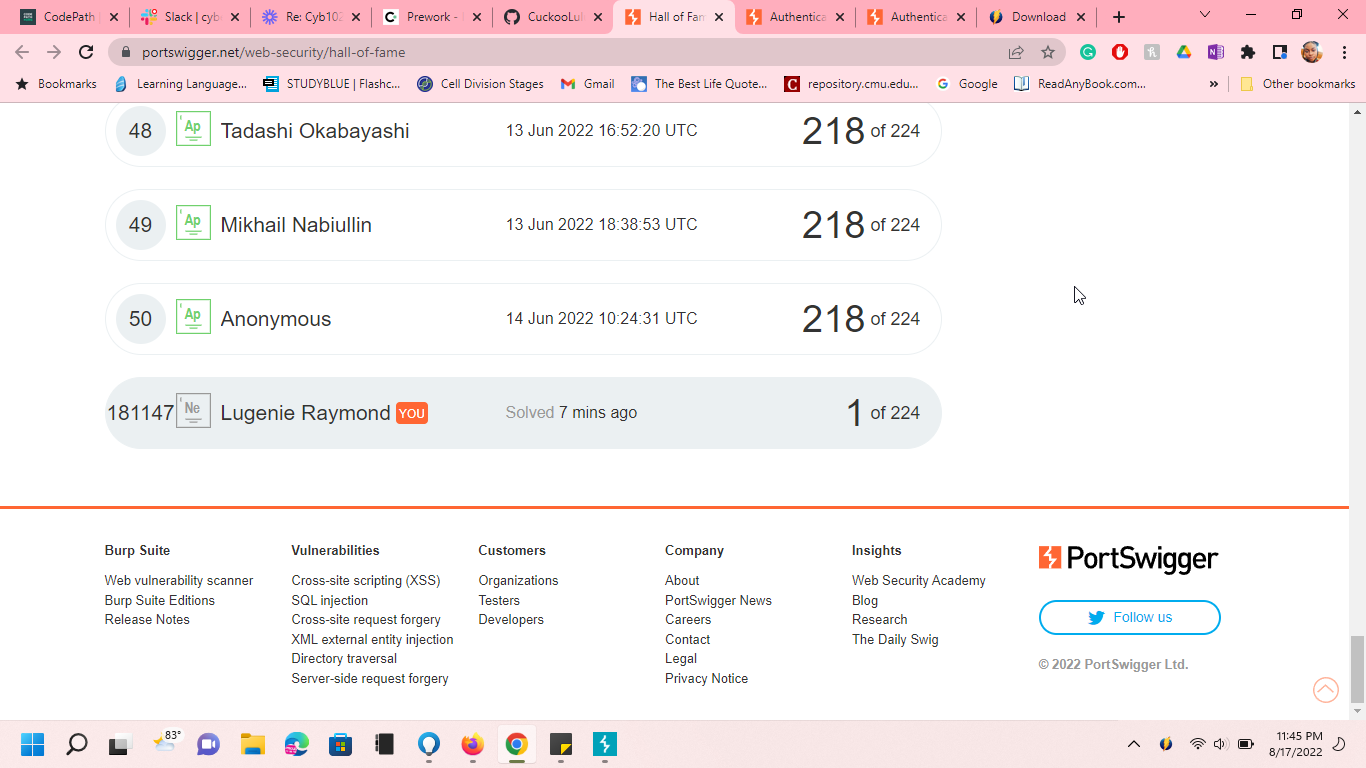 CodePath |
Slack | cyb
Re: Cyb102
Prework -
CuckooLul
Hall of Fam
Authentica
Authentica
Download
portswigger.net/web-security/hall-of-fame
Bookmarks
Learning Language...
STUDYBLUE | Flashc...
Cell Division Stages
Gmail
The Best Life Quote...
repository.cmu.edu...
Google
ReadAnyBook.com...
»
Other bookmarks
48 Ap Tadashi Okabayashi 13 Jun 2022 16:52:20 UTC 218 of 224
49 Ap Mikhail Nabiullin 13 Jun 2022 18:38:53 UTC 218 of 224
50 Ap Anonymous 14 Jun 2022 10:24:31 UTC 218 of 224
181147 Ne Lugenie Raymond YOU Solved 7 mins ago 1 of 224
Burp Suite
Web vulnerability scanner
Burp Suite Editions
Release Notes
Vulnerabilities
Cross-site scripting (XSS)
SQL injection
Cross-site request forgery
XML external entity injection
Directory traversal
Server-side request forgery
Customers
Organizations
Testers
Developers
Company
About
PortSwigger News
Careers
Contact
Legal
Privacy Notice
Insights
Web Security Academy
Blog
Research
The Daily Swig
PortSwigger
Follow us
© 2022 PortSwigger Ltd.
83°
11:45 PM
8/17/2022